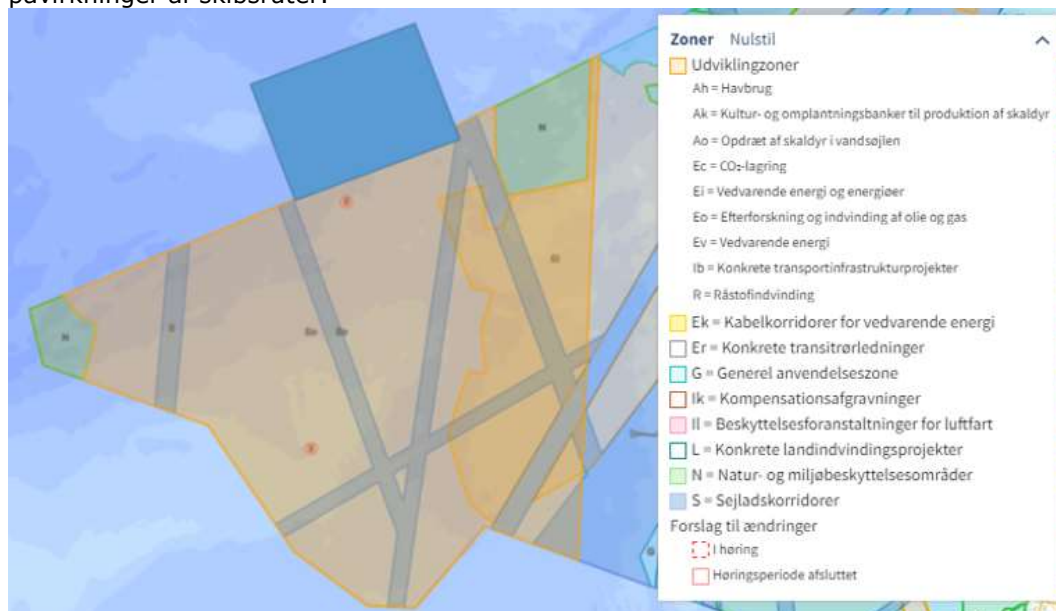 påvirkninger af skibsruter.
Zoner Nulstil
Udviklingzoner
Ah = Havbrug
Ak = Kultur- og omplantningsbanker til produktion af skaldyr
Ao = Opdræt af skaldyr i vandsøjlen
Ec = CO₂-lagring
Ei = Vedvarende energi og energiøer
Eo = Efterforskning og indvinding af olie og gas
Ev = Vedvarende energi
Ib = Konkrete transportinfrastrukturprojekter
R = Råstofindvinding
Ek = Kabelkorridorer for vedvarende energi
Er = Konkrete transitrørledninger
G = Generel anvendelseszone
Ik = Kompensationsafgravninger
Il = Beskyttelsesforanstaltninger for luftfart
L = Konkrete landindvindingsprojekter
N = Natur- og miljøbeskyttelsesområder
S = Sejladskorridorer
Forslag til ændringer
I høring
Høringsperiode afsluttet
N
N